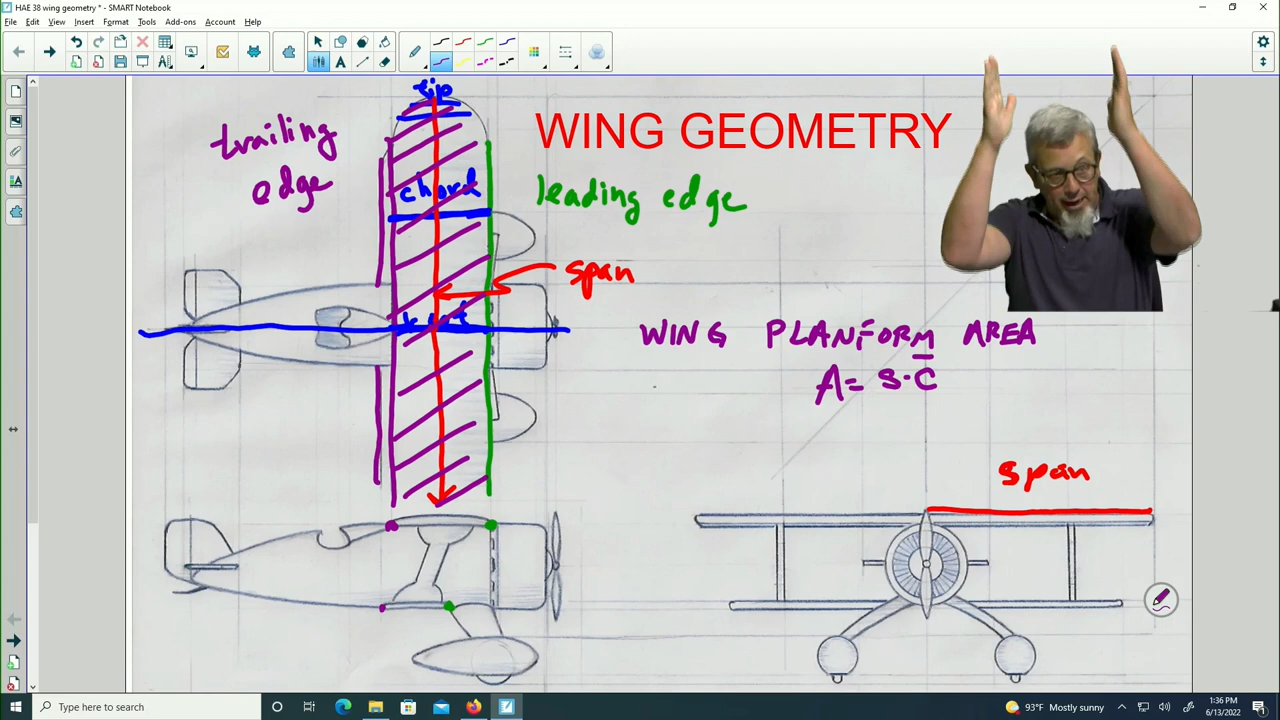 HAE 38 wing geometry * - SMART Notebook
File Edit View Insert Format Tools Add-ons Account Help
tip
trailing
edge
WING GEOMETRY
chord
leading edge
span
WING PLANFORM AREA
A = S · C̅
span
Type here to search
93°F Mostly sunny
1:36 PM
6/13/2022